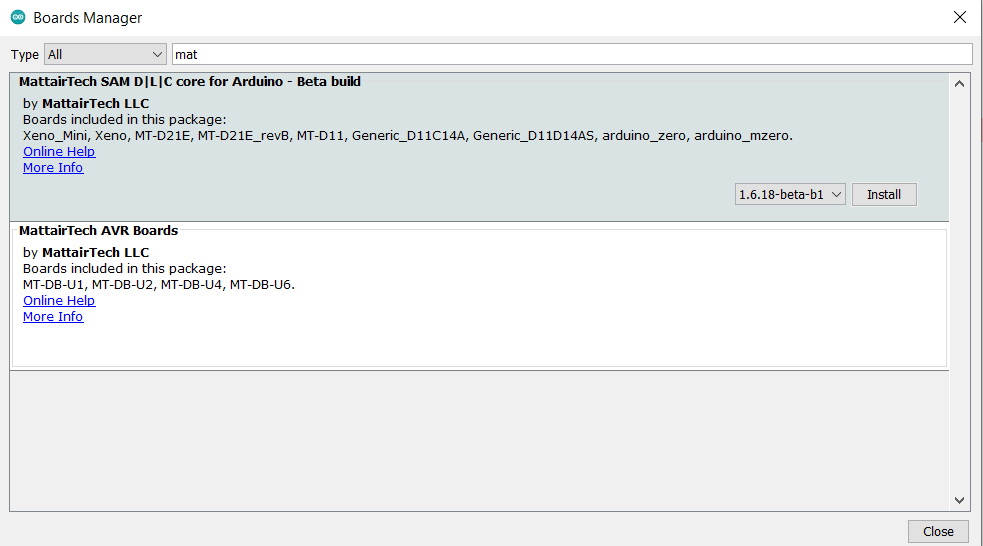 Boards Manager
Type All mat
MattairTech SAM D|L|C core for Arduino - Beta build
by MattairTech LLC
Boards included in this package:
Xeno_Mini, Xeno, MT-D21E, MT-D21E_revB, MT-D11, Generic_D11C14A, Generic_D11D14AS, arduino_zero, arduino_mzero.
Online Help
More Info
1.6.18-beta-b1 Install
MattairTech AVR Boards
by MattairTech LLC
Boards included in this package:
MT-DB-U1, MT-DB-U2, MT-DB-U4, MT-DB-U6.
Online Help
More Info
Close